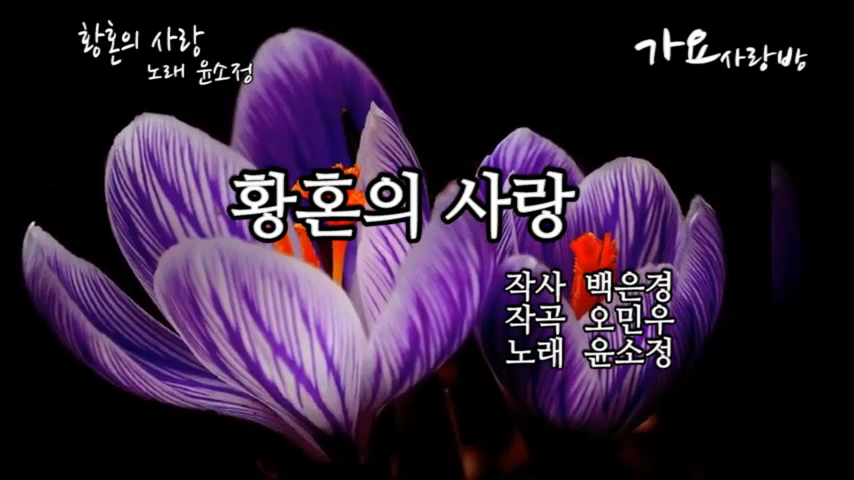 황혼의 사랑
노래 윤소정
가요사랑방
황혼의 사랑
작사 백은경
작곡 오민우
노래 윤소정